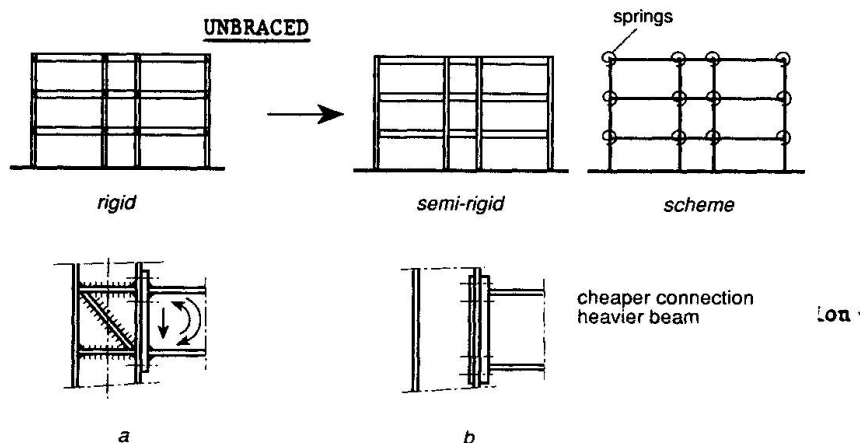 springs
UNBRACED
rigid
semi-rigid
scheme
cheaper connection
heavier beam
a
b